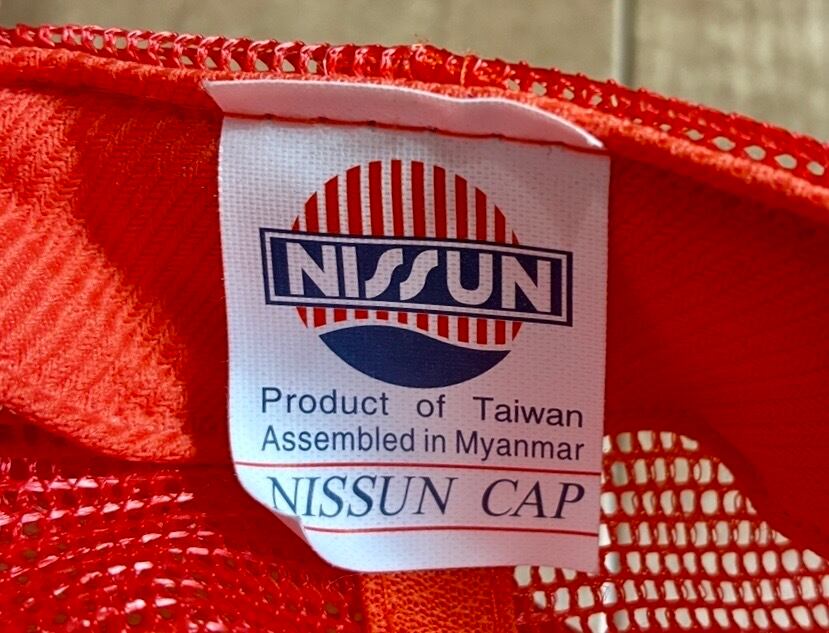 NISSUN
Product of Taiwan
Assembled in Myanmar
NISSUN CAP